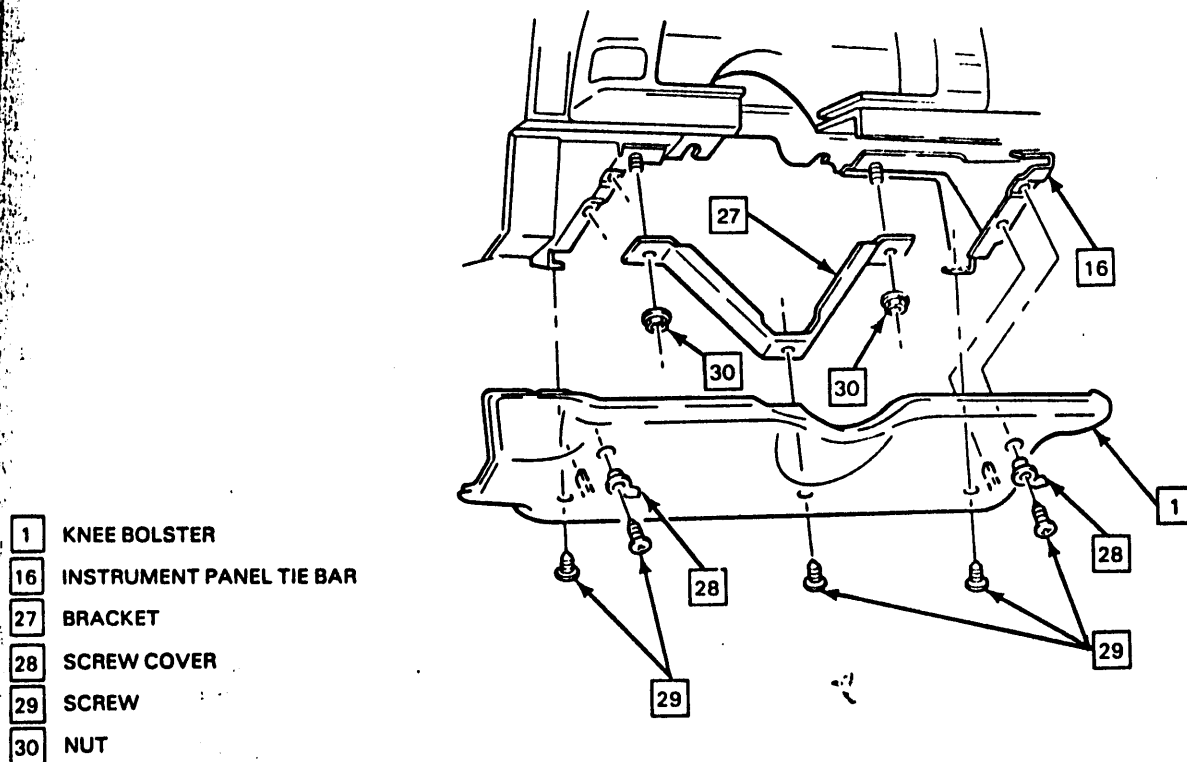 27
16
30
30
1
28
28
29
29
1 KNEE BOLSTER
16 INSTRUMENT PANEL TIE BAR
27 BRACKET
28 SCREW COVER
29 SCREW
30 NUT